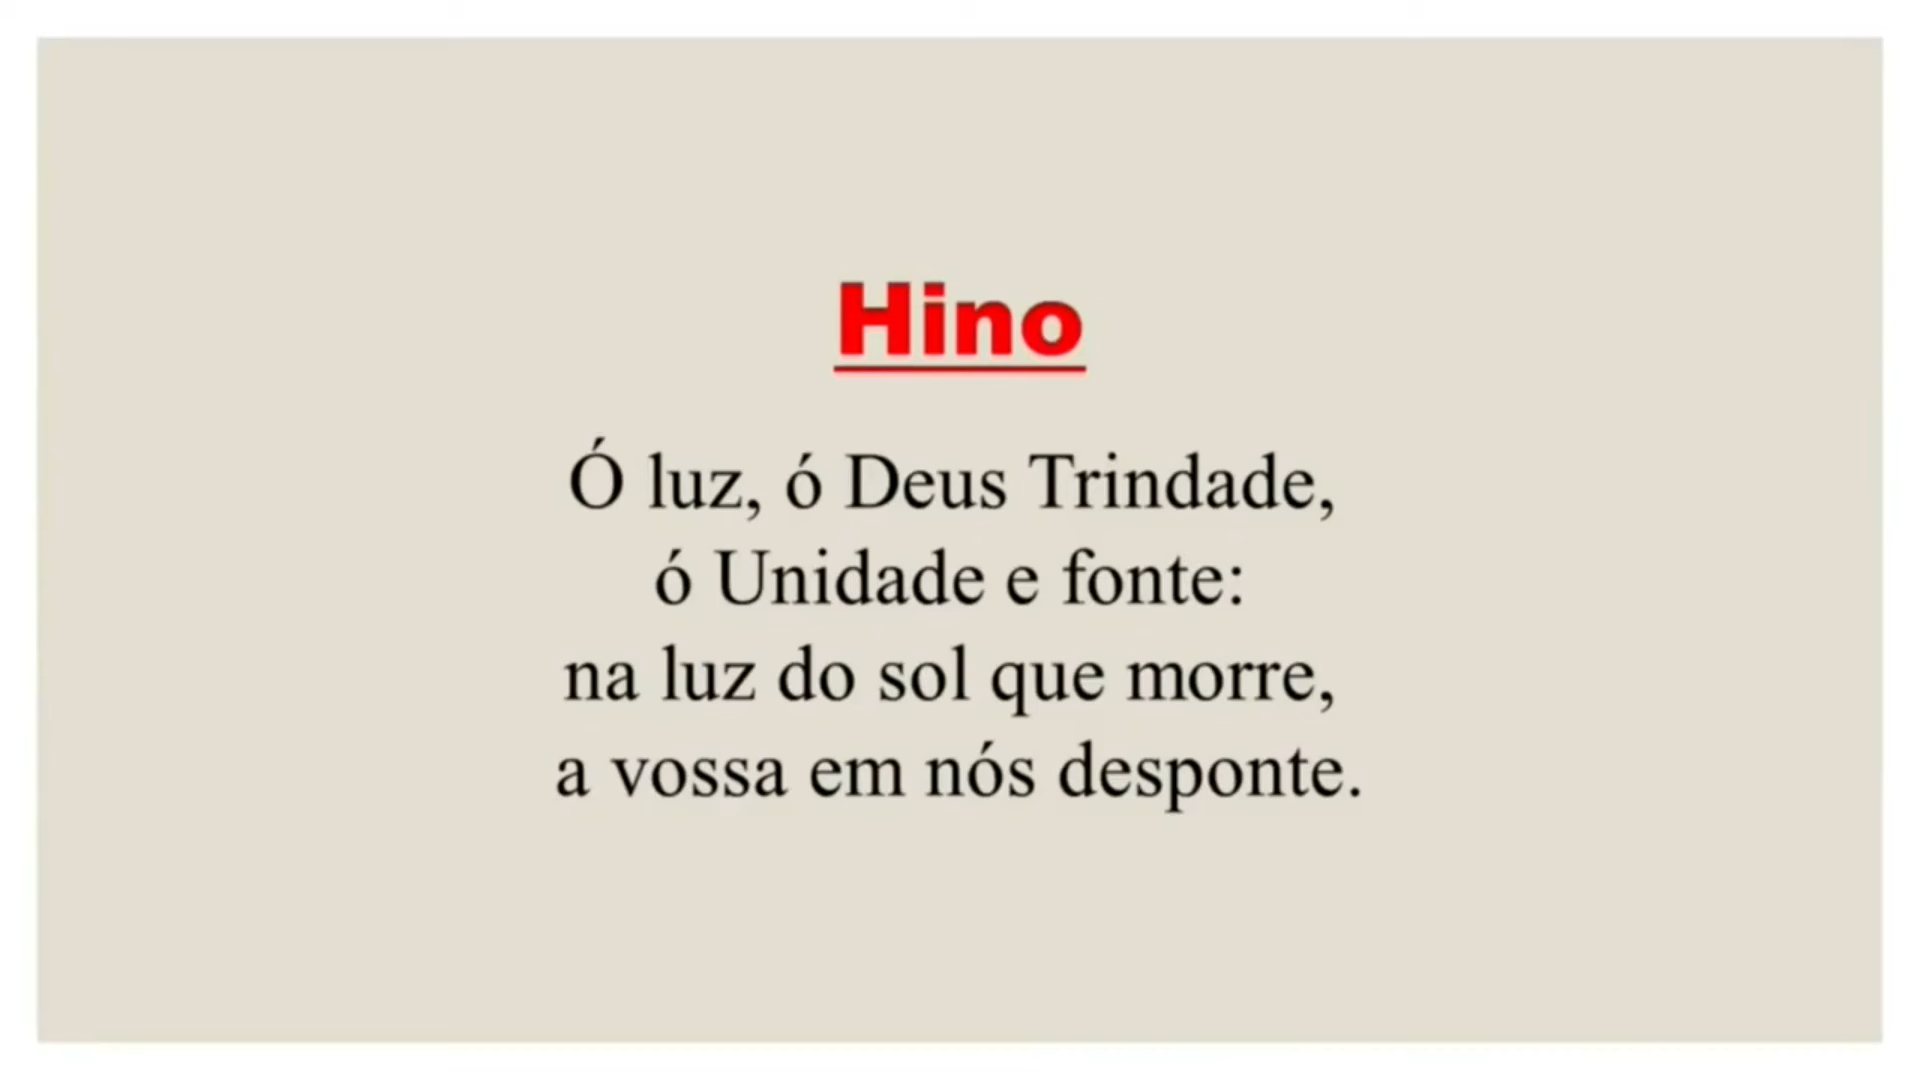 Hino
Ó luz, ó Deus Trindade,
ó Unidade e fonte:
na luz do sol que morre,
a vossa em nós desponte.